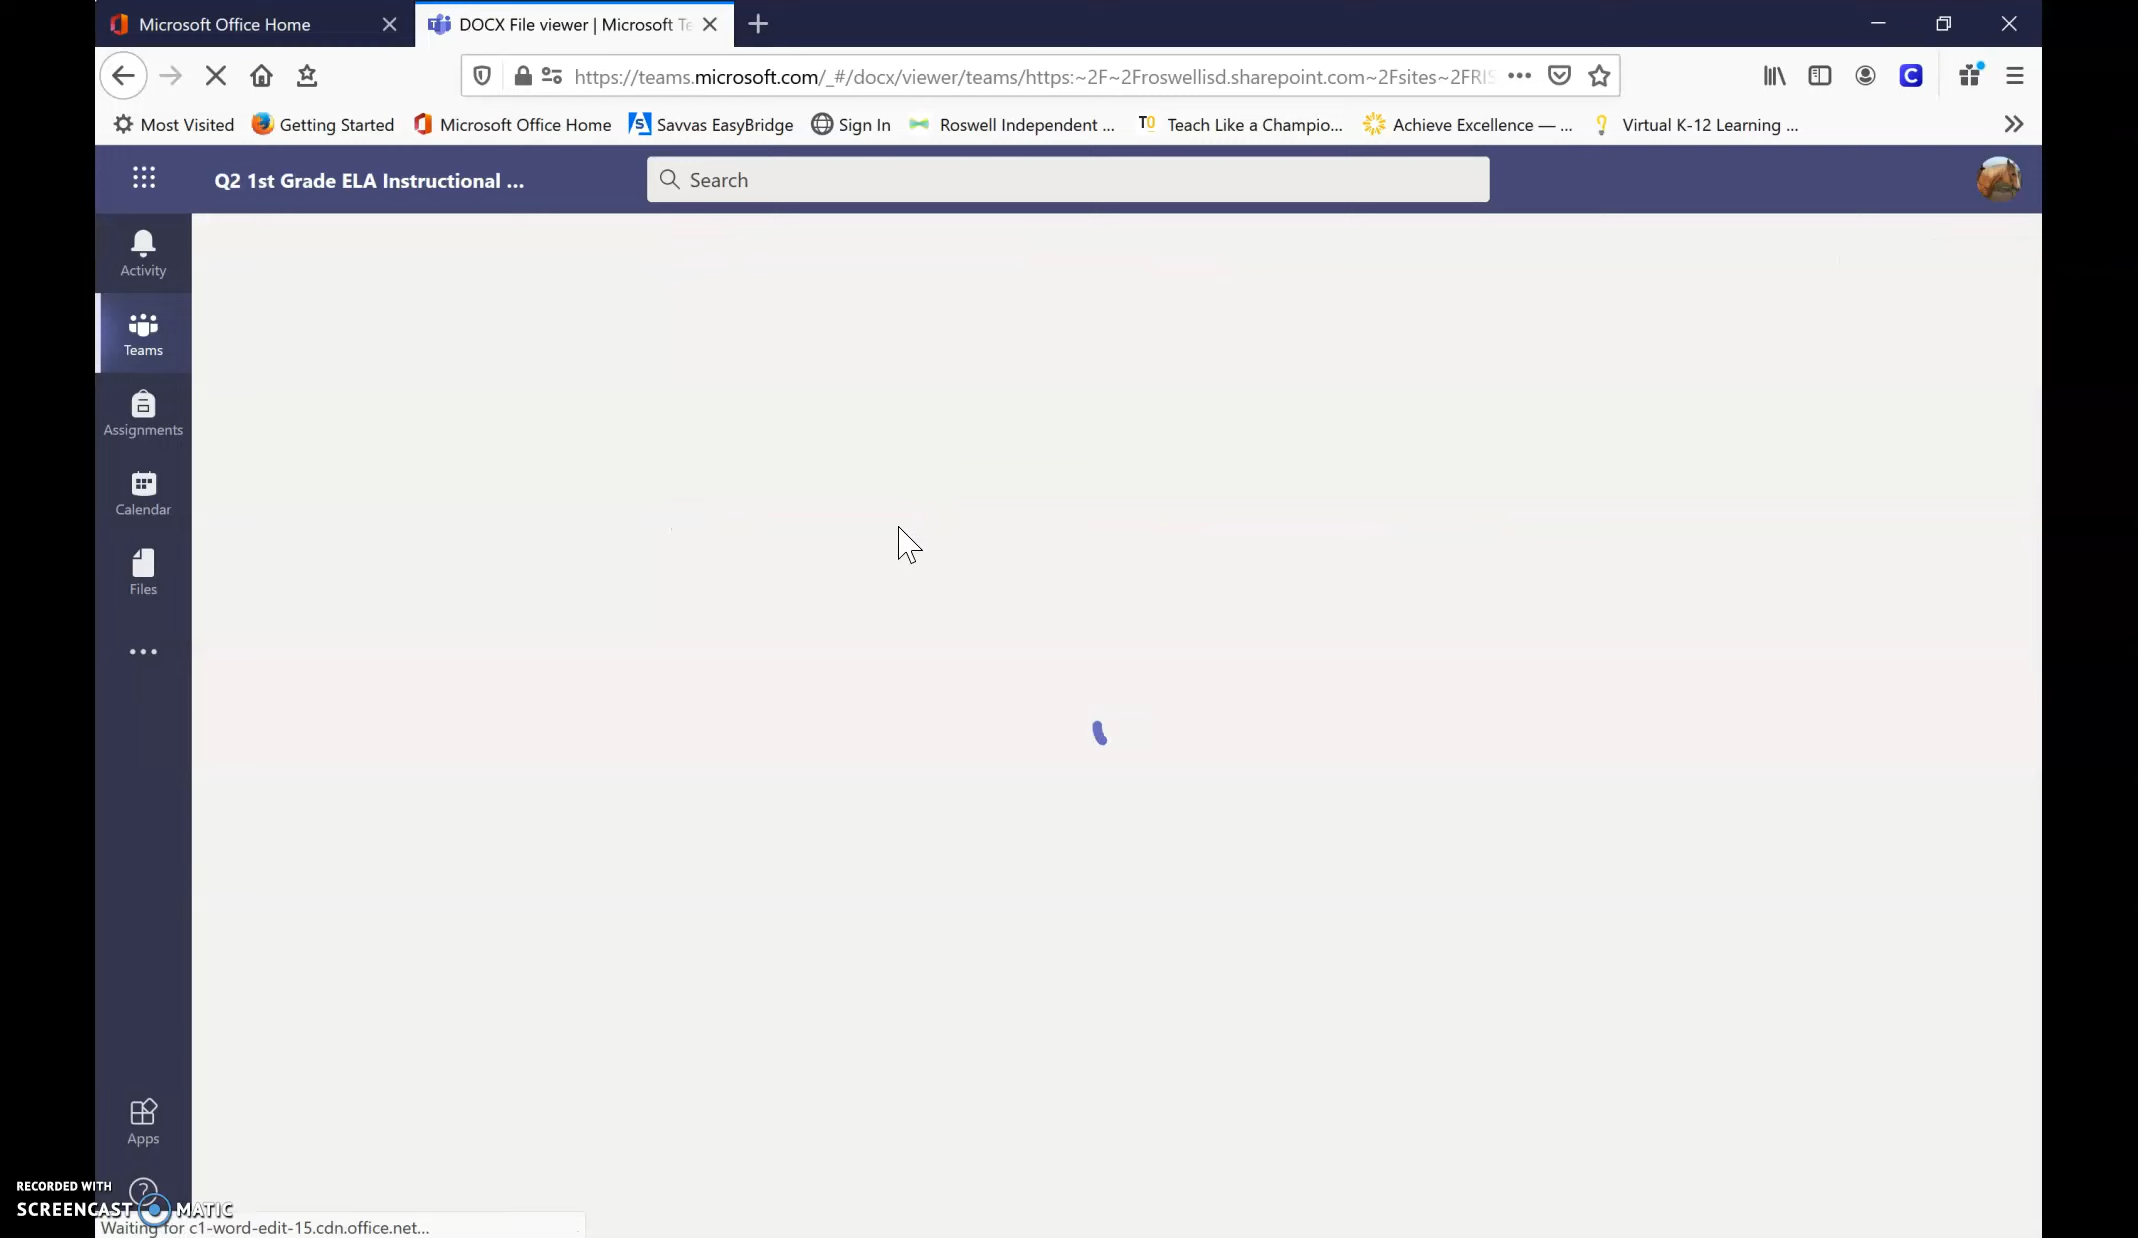 Microsoft Office Home
DOCX File viewer | Microsoft Te
https://teams.microsoft.com/_#/docx/viewer/teams/https:~2F~2Froswellisd.sharepoint.com~2Fsites~2FRIS
Most Visited
Getting Started
Microsoft Office Home
Savvas EasyBridge
Sign In
Roswell Independent ...
Teach Like a Champio...
Achieve Excellence — ...
Virtual K-12 Learning ...
Q2 1st Grade ELA Instructional ...
Search
Activity
Teams
Assignments
Calendar
Files
Apps
RECORDED WITH
SCREENCAST MATIC
Waiting for c1-word-edit-15.cdn.office.net...